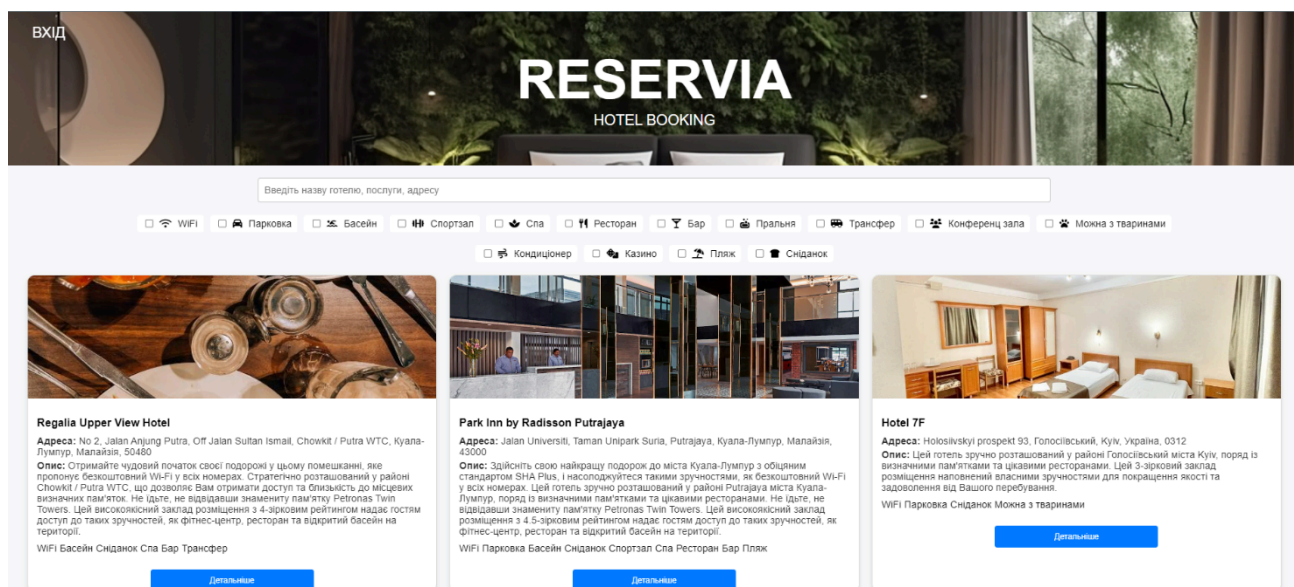 ВХІД
RESERVIA
HOTEL BOOKING
Введіть назву готелю, послуги, адресу
WiFi Парковка Басейн Спортзал Спа Ресторан Бар Пральня Трансфер Конференц зала Можна з тваринами
Кондиціонер Казино Пляж Сніданок
Regalia Upper View Hotel
Адреса: No 2, Jalan Anjung Putra, Off Jalan Sultan Ismail, Chowkit / Putra WTC, Куала-
Лумпур, Малайзія, 50480
Опис: Отримайте чудовий початок своєї подорожі у цьому помешканні, яке
пропонує безкоштовний Wi-Fi у всіх номерах. Стратегічно розташований у районі
Chowkit / Putra WTC, що дозволяє Вам отримати доступ та близькість до місцевих
визначних пам'яток. Не їдьте, не відвідавши знамениту пам'ятку Petronas Twin
Towers. Цей високоякісний заклад розміщення з 4-зірковим рейтингом надає гостям
доступ до таких зручностей, як фітнес-центр, ресторан та відкритий басейн на
території.
WiFi Басейн Сніданок Спа Бар Трансфер
Детальніше
Park Inn by Radisson Putrajaya
Адреса: Jalan Universiti, Taman Unipark Suria, Putrajaya, Куала-Лумпур, Малайзія,
43000
Опис: Здійсніть свою найкращу подорож до міста Куала-Лумпур з обіцяним
стандартом SHA Plus, і насолоджуйтеся такими зручностями, як безкоштовний Wi-Fi
у всіх номерах. Цей готель зручно розташований у районі Putrajaya міста Куала-
Лумпур, поряд із визначними пам'ятками та цікавими ресторанами. Не їдьте, не
відвідавши знамениту пам'ятку Petronas Twin Towers. Цей високоякісний заклад
розміщення з 4.5-зірковим рейтингом надає гостям доступ до таких зручностей, як
фітнес-центр, ресторан та відкритий басейн на території.
WiFi Парковка Басейн Сніданок Спортзал Спа Ресторан Бар Пляж
Детальніше
Hotel 7F
Адреса: Holosiivskyi prospekt 93, Голосіївський, Kyiv, Україна, 0312
Опис: Цей готель зручно розташований у районі Голосіївський міста Kyiv, поряд із
визначними пам'ятками та цікавими ресторанами. Цей 3-зірковий заклад
розміщення наповнений власними зручностями для покращення якості та
задоволення від Вашого перебування.
WiFi Парковка Сніданок Можна з тваринами
Детальніше